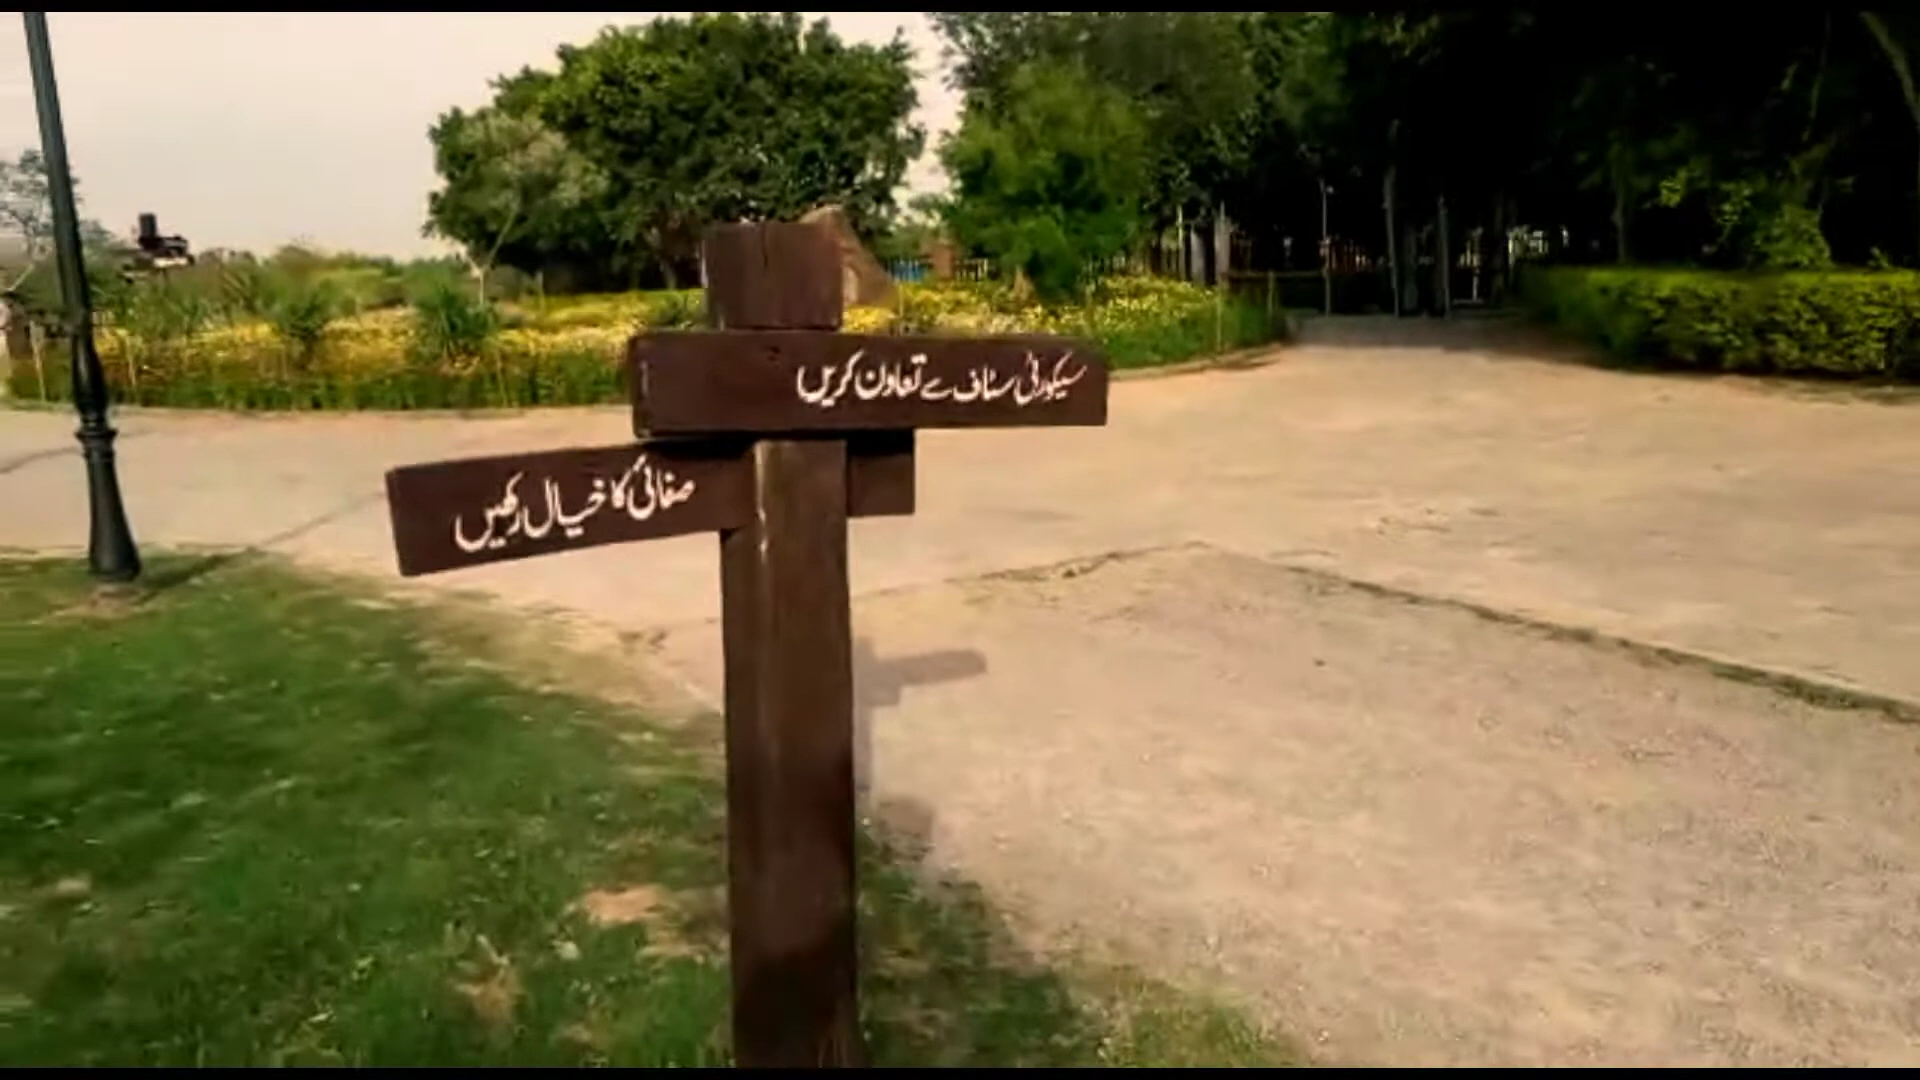 سیکورٹی سٹاف سے تعاون کریں
صفائی کا خیال رکھیں